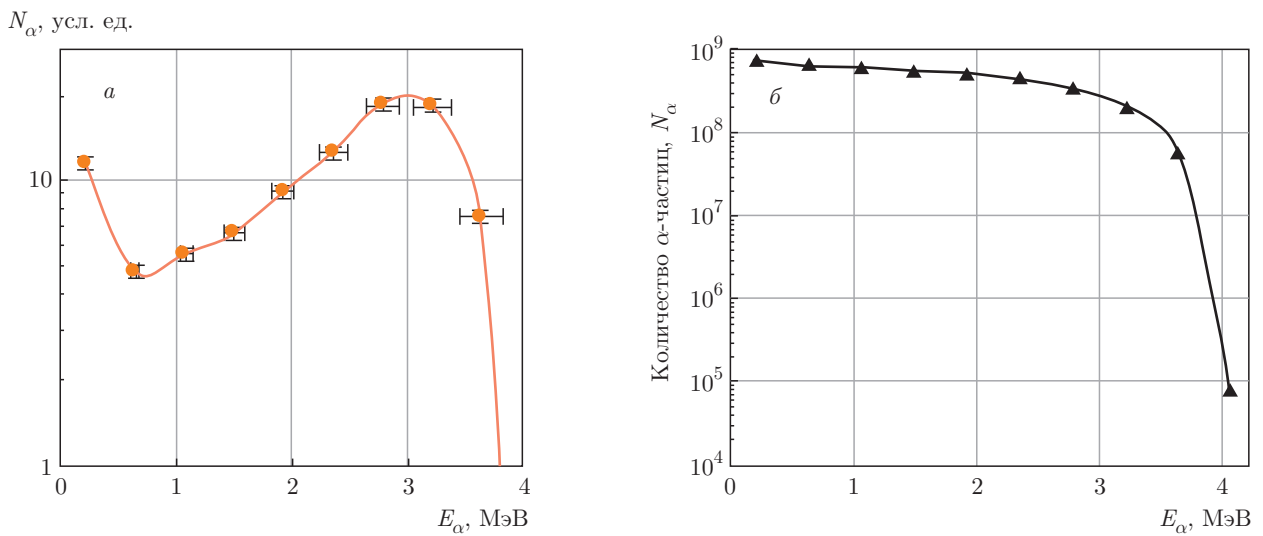 N_α, усл. ед.
а
10
1
0 1 2 3 4
E_α, МэВ
Количество α-частиц, N_α
б
10^9
10^8
10^7
10^6
10^5
10^4
0 1 2 3 4
E_α, МэВ